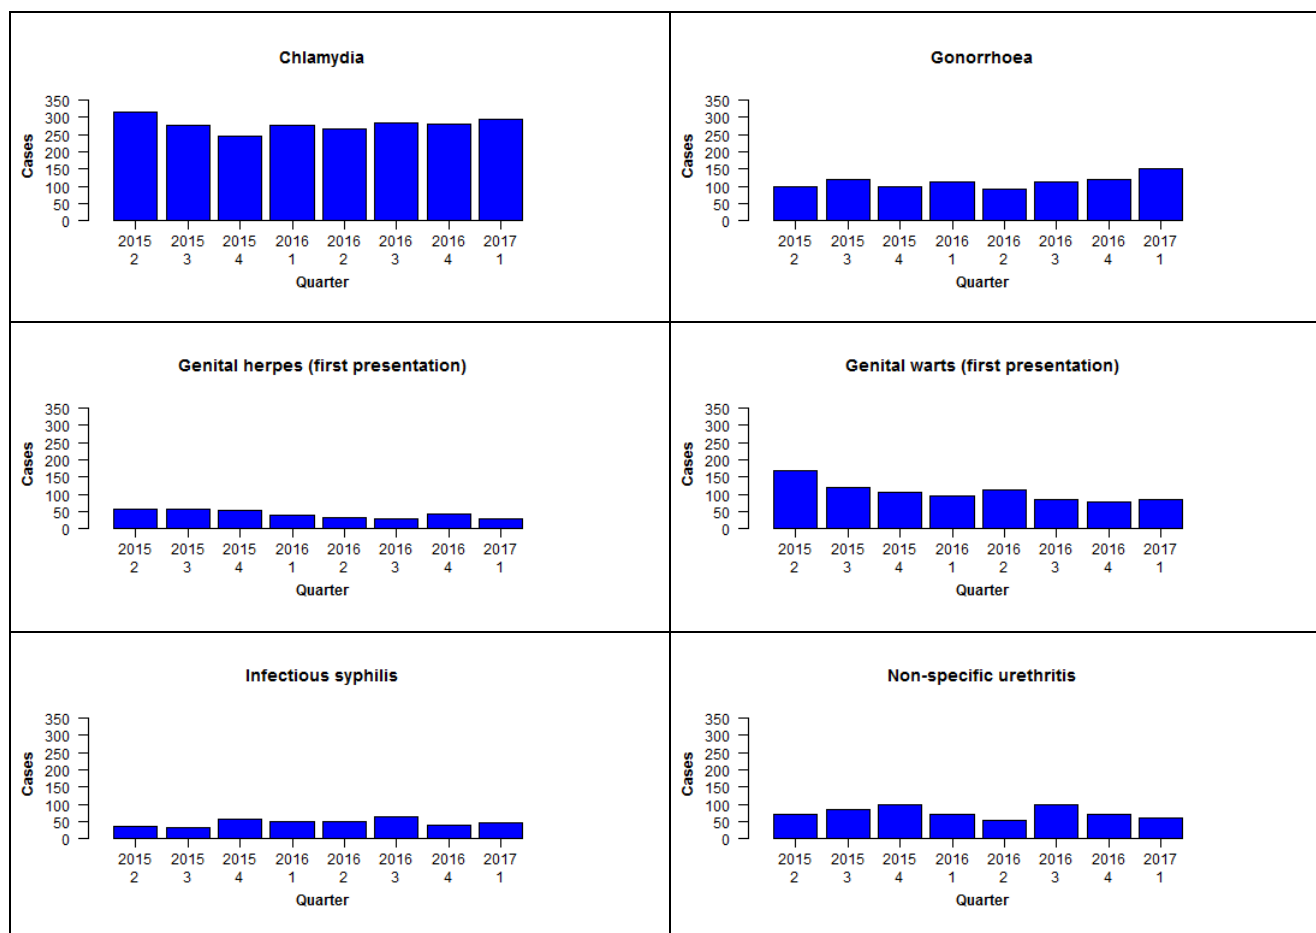 Chlamydia
350
300
250
200
150
100
50
0
Cases
2015 2015 2015 2016 2016 2016 2016 2017
2 3 4 1 2 3 4 1
Quarter
Gonorrhoea
350
300
250
200
150
100
50
0
Cases
2015 2015 2015 2016 2016 2016 2016 2017
2 3 4 1 2 3 4 1
Quarter
Genital herpes (first presentation)
350
300
250
200
150
100
50
0
Cases
2015 2015 2015 2016 2016 2016 2016 2017
2 3 4 1 2 3 4 1
Quarter
Genital warts (first presentation)
350
300
250
200
150
100
50
0
Cases
2015 2015 2015 2016 2016 2016 2016 2017
2 3 4 1 2 3 4 1
Quarter
Infectious syphilis
350
300
250
200
150
100
50
0
Cases
2015 2015 2015 2016 2016 2016 2016 2017
2 3 4 1 2 3 4 1
Quarter
Non-specific urethritis
350
300
250
200
150
100
50
0
Cases
2015 2015 2015 2016 2016 2016 2016 2017
2 3 4 1 2 3 4 1
Quarter